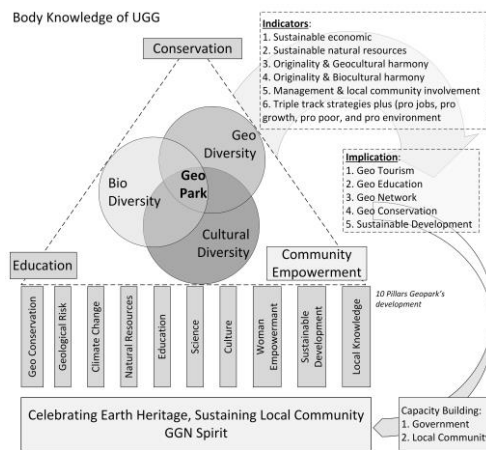 Body Knowledge of UGG
Conservation
Indicators:
1. Sustainable economic
2. Sustainable natural resources
3. Originality & Geocultural harmony
4. Originality & Biocultural harmony
5. Management & local community involvement
6. Triple track strategies plus (pro jobs, pro
growth, pro poor, and pro environment
Geo
Diversity
Bio
Diversity
Geo
Park
Cultural
Diversity
Implication:
1. Geo Tourism
2. Geo Education
3. Geo Network
4. Geo Conservation
5. Sustainable Development
Education
Community
Empowerment
10 Pillars Geopark's
development
Geo Conservation
Geological Risk
Climate Change
Natural Resources
Education
Science
Culture
Woman
Empowermant
Sustainable
Development
Local Knowledge
Celebrating Earth Heritage, Sustaining Local Community
GGN Spirit
Capacity Building:
1. Government
2. Local Community